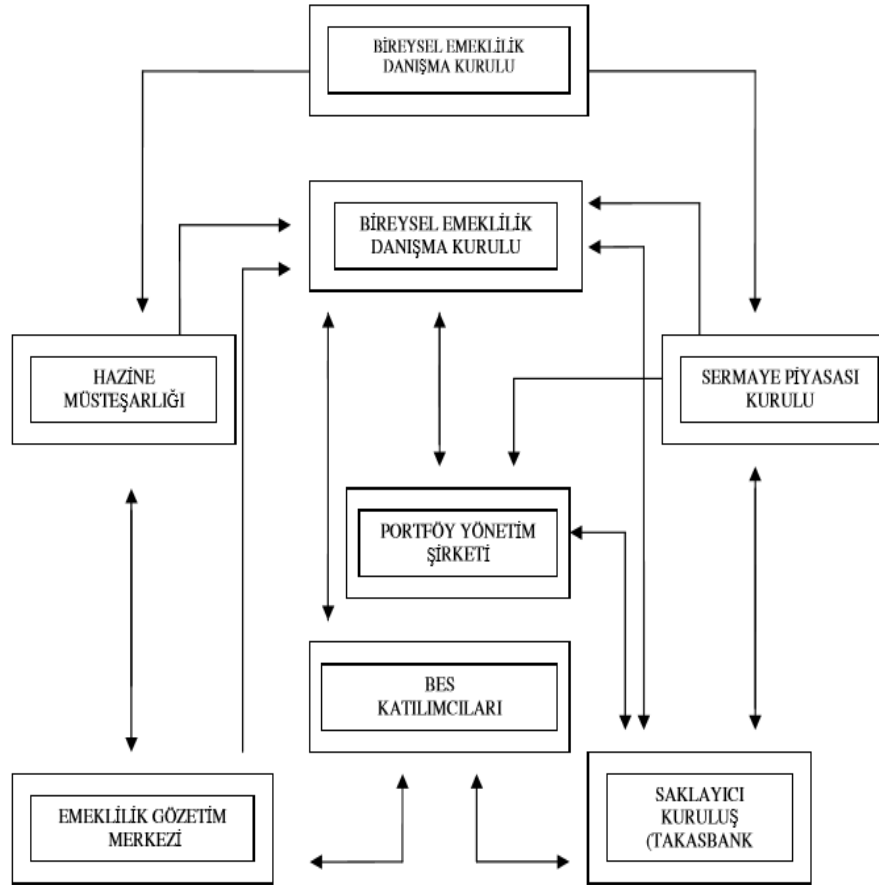 BİREYSEL EMEKLİLİK
DANIŞMA KURULU
BİREYSEL EMEKLİLİK
DANIŞMA KURULU
HAZİNE
MÜSTEŞARLIĞI
SERMAYE PİYASASI
KURULU
PORTFÖY YÖNETİM
ŞİRKETİ
BES
KATILIMCILARI
EMEKLİLİK GÖZETİM
MERKEZİ
SAKLAYICI
KURULUŞ
(TAKASBANK